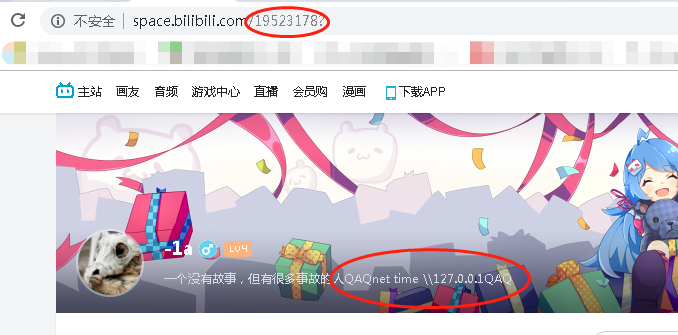 不安全 | space.bilibili.com/19523178?
主站 画友 音频 游戏中心 直播 会员购 漫画 下载APP
-1a LV4
一个没有故事，但有很多事故的人QAQnet time \\127.0.0.1QAQ